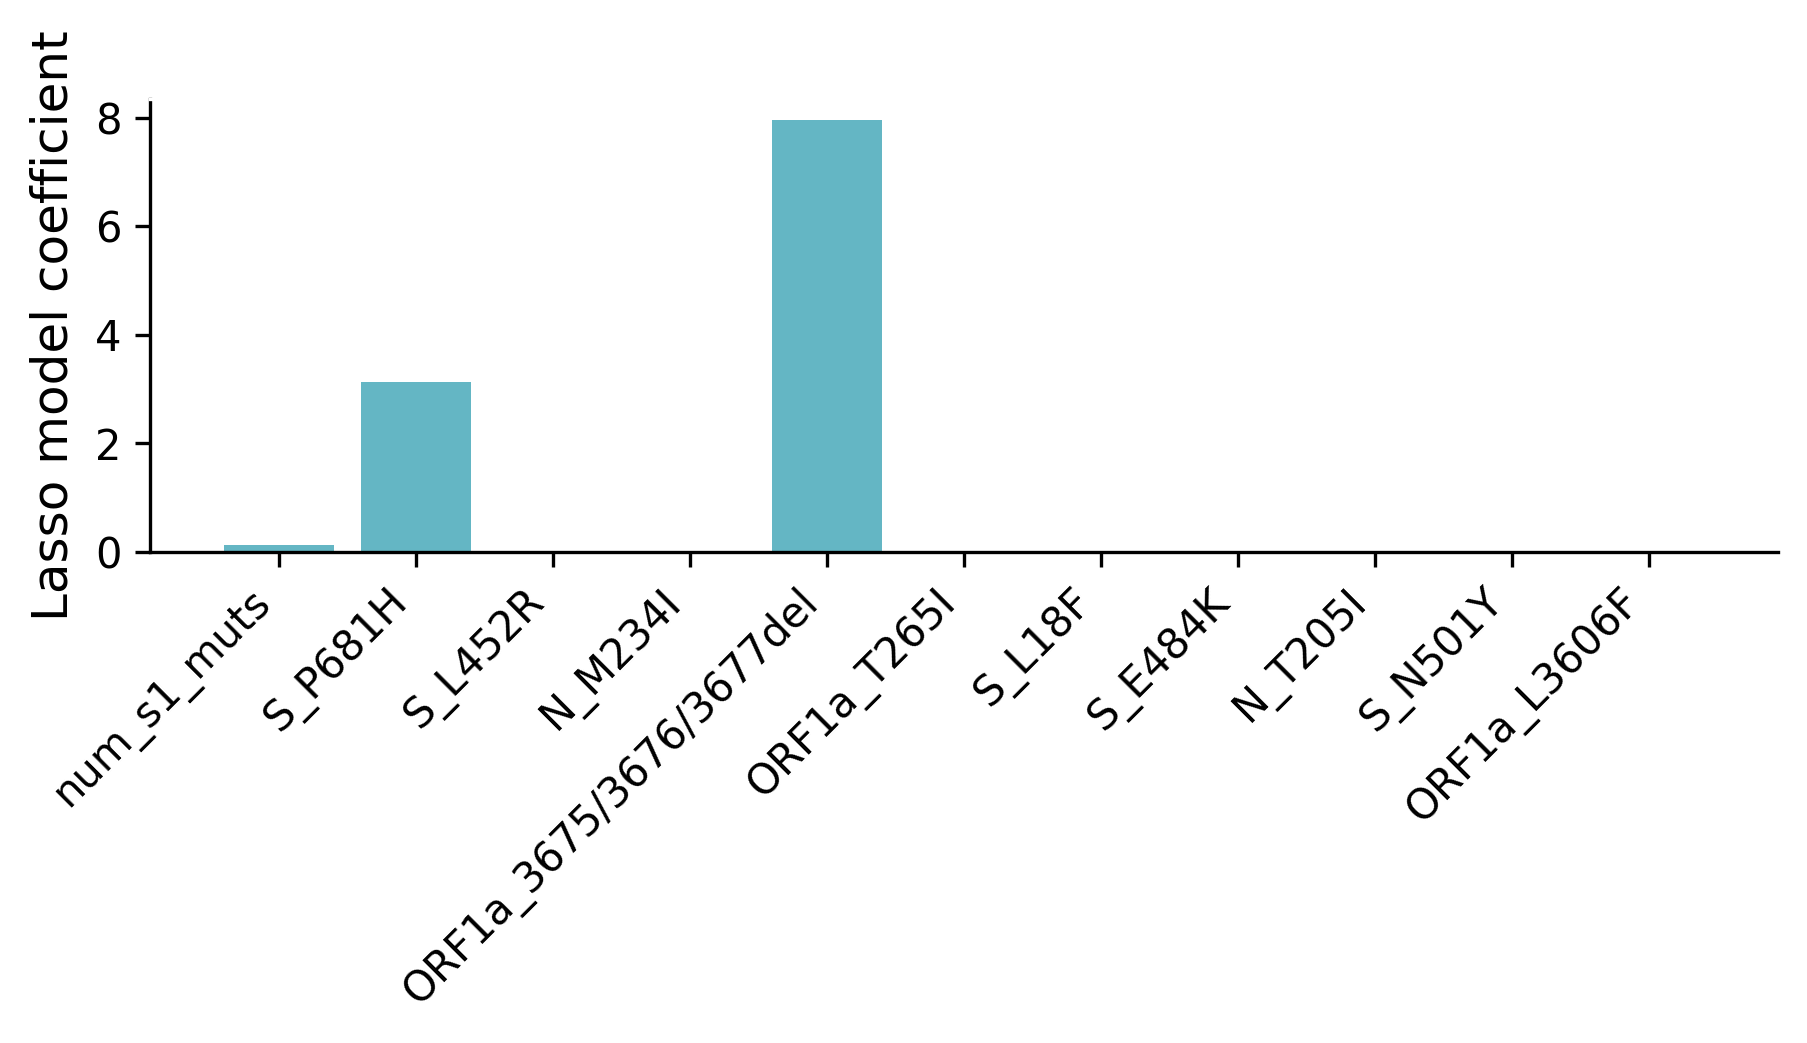 Lasso model coefficient
8
6
4
2
0
num_s1_muts
S_P681H
S_L452R
N_M234I
ORF1a_3675/3676/3677del
ORF1a_T265I
S_L18F
S_E484K
N_T205I
S_N501Y
ORF1a_L3606F